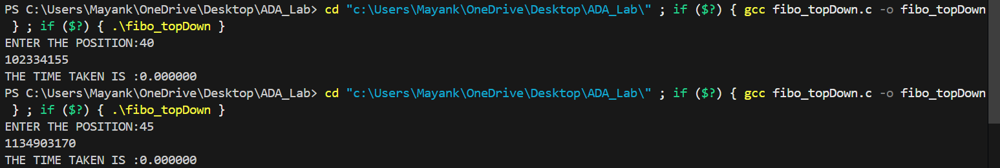 PS C:\Users\Mayank\OneDrive\Desktop\ADA_Lab> cd "c:\Users\Mayank\OneDrive\Desktop\ADA_Lab\" ; if ($?) { gcc fibo_topDown.c -o fibo_topDown
 } ; if ($?) { .\fibo_topDown }
ENTER THE POSITION:40
102334155
THE TIME TAKEN IS :0.000000
PS C:\Users\Mayank\OneDrive\Desktop\ADA_Lab> cd "c:\Users\Mayank\OneDrive\Desktop\ADA_Lab\" ; if ($?) { gcc fibo_topDown.c -o fibo_topDown
 } ; if ($?) { .\fibo_topDown }
ENTER THE POSITION:45
1134903170
THE TIME TAKEN IS :0.000000